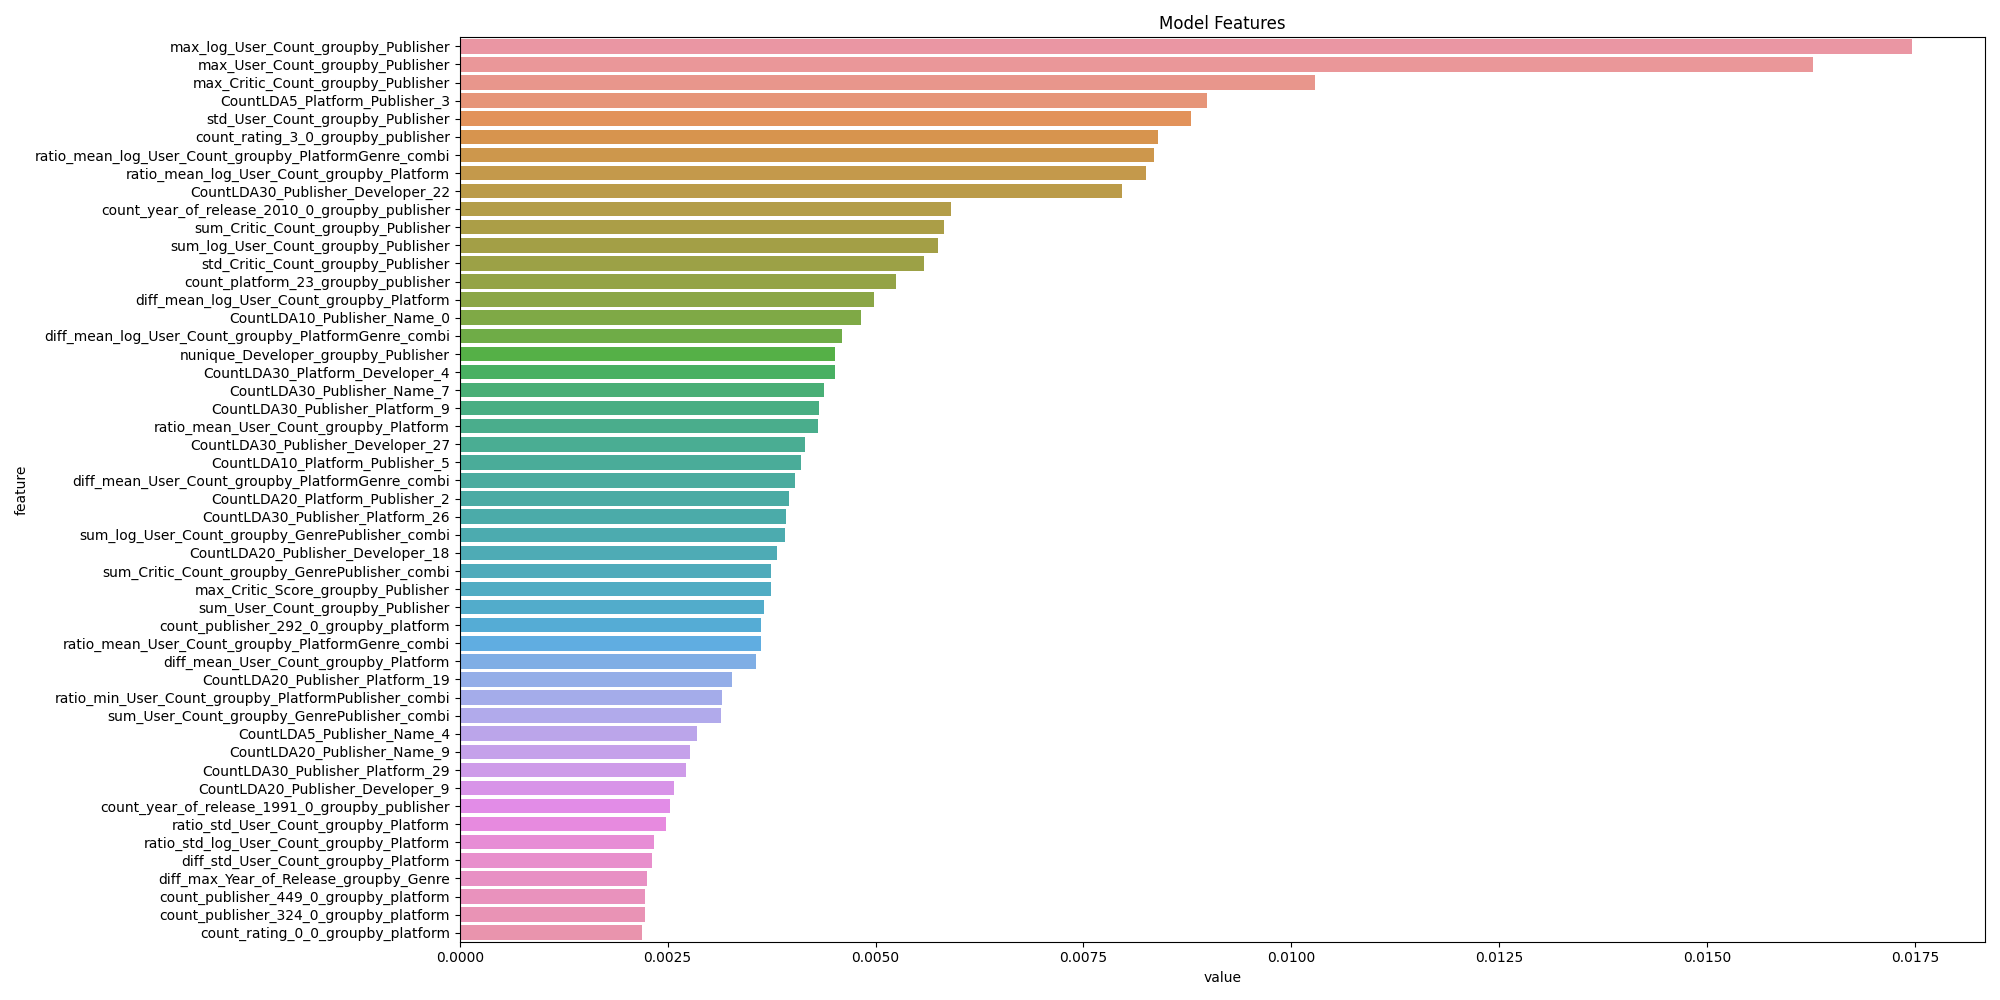 Model Features
max_log_User_Count_groupby_Publisher
max_User_Count_groupby_Publisher
max_Critic_Count_groupby_Publisher
CountLDA5_Platform_Publisher_3
std_User_Count_groupby_Publisher
count_rating_3_0_groupby_publisher
ratio_mean_log_User_Count_groupby_PlatformGenre_combi
ratio_mean_log_User_Count_groupby_Platform
CountLDA30_Publisher_Developer_22
count_year_of_release_2010_0_groupby_publisher
sum_Critic_Count_groupby_Publisher
sum_log_User_Count_groupby_Publisher
std_Critic_Count_groupby_Publisher
count_platform_23_groupby_publisher
diff_mean_log_User_Count_groupby_Platform
CountLDA10_Publisher_Name_0
diff_mean_log_User_Count_groupby_PlatformGenre_combi
nunique_Developer_groupby_Publisher
CountLDA30_Platform_Developer_4
CountLDA30_Publisher_Name_7
CountLDA30_Publisher_Platform_9
ratio_mean_User_Count_groupby_Platform
CountLDA30_Publisher_Developer_27
CountLDA10_Platform_Publisher_5
diff_mean_User_Count_groupby_PlatformGenre_combi
CountLDA20_Platform_Publisher_2
CountLDA30_Publisher_Platform_26
sum_log_User_Count_groupby_GenrePublisher_combi
CountLDA20_Publisher_Developer_18
sum_Critic_Count_groupby_GenrePublisher_combi
max_Critic_Score_groupby_Publisher
sum_User_Count_groupby_Publisher
count_publisher_292_0_groupby_platform
ratio_mean_User_Count_groupby_PlatformGenre_combi
diff_mean_User_Count_groupby_Platform
CountLDA20_Publisher_Platform_19
ratio_min_User_Count_groupby_PlatformPublisher_combi
sum_User_Count_groupby_GenrePublisher_combi
CountLDA5_Publisher_Name_4
CountLDA20_Publisher_Name_9
CountLDA30_Publisher_Platform_29
CountLDA20_Publisher_Developer_9
count_year_of_release_1991_0_groupby_publisher
ratio_std_User_Count_groupby_Platform
ratio_std_log_User_Count_groupby_Platform
diff_std_User_Count_groupby_Platform
diff_max_Year_of_Release_groupby_Genre
count_publisher_449_0_groupby_platform
count_publisher_324_0_groupby_platform
count_rating_0_0_groupby_platform
feature
0.0000 0.0025 0.0050 0.0075 0.0100 0.0125 0.0150 0.0175
value